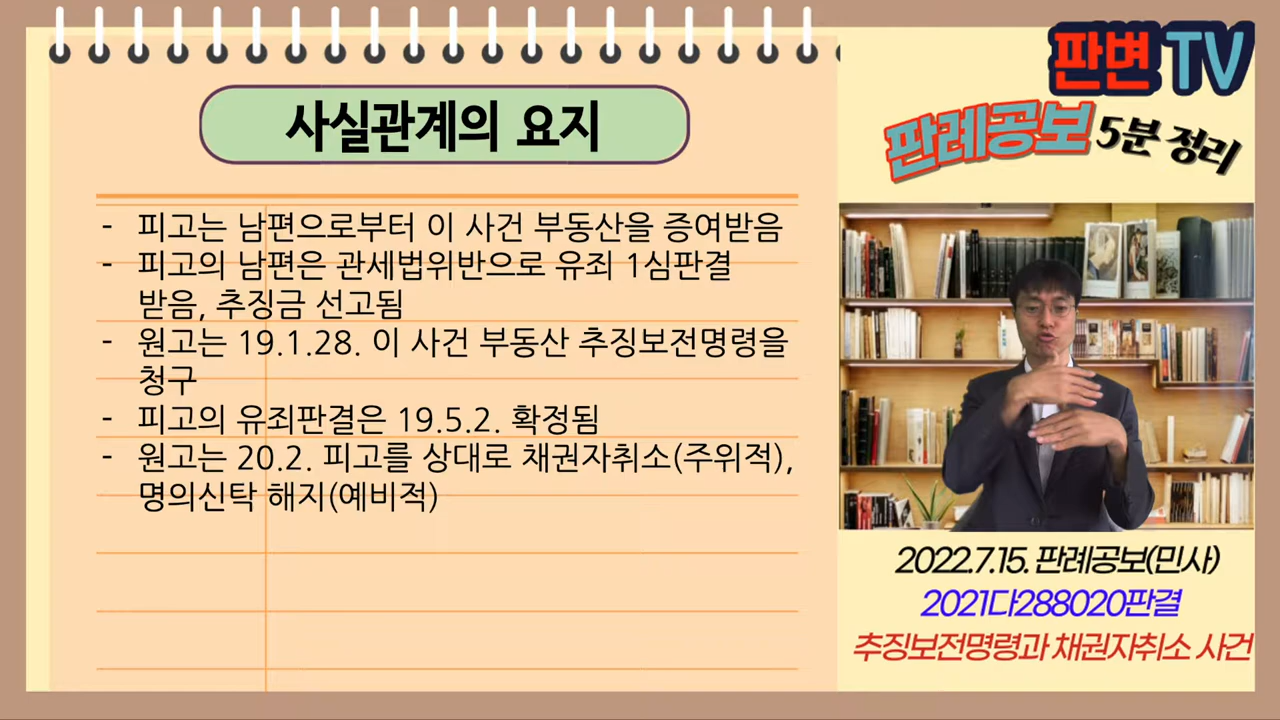 사실관계의 요지
- 피고는 남편으로부터 이 사건 부동산을 증여받음
- 피고의 남편은 관세법위반으로 유죄 1심판결
받음, 추징금 선고됨
- 원고는 19.1.28. 이 사건 부동산 추징보전명령을
청구
- 피고의 유죄판결은 19.5.2. 확정됨
- 원고는 20.2. 피고를 상대로 채권자취소(주위적),
명의신탁 해지(예비적)
판변 TV
판례공보 5분 정리
2022.7.15. 판례공보(민사)
2021다288020판결
추징보전명령과 채권자취소 사건